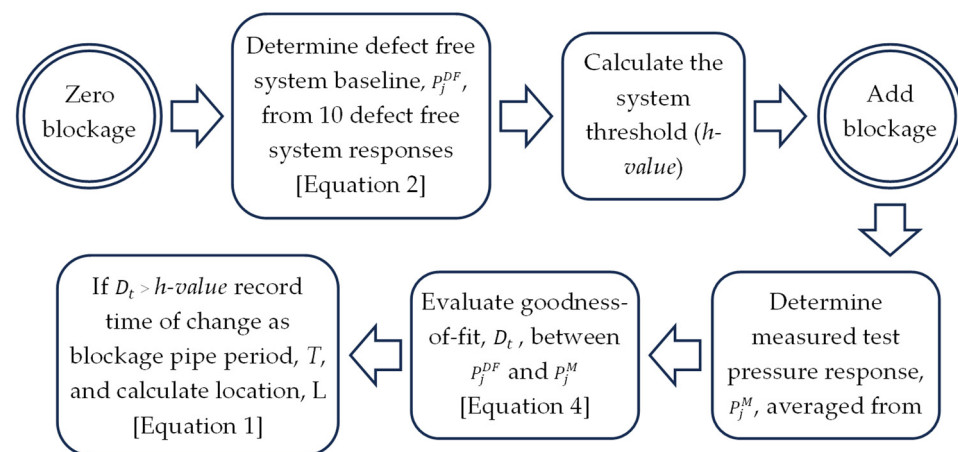 Zero
blockage
Determine defect free
system baseline, P_j^{DF},
from 10 defect free
system responses
[Equation 2]
Calculate the
system
threshold (h-
value)
Add
blockage
Determine
measured test
pressure response,
P_j^M, averaged from
Evaluate goodness-
of-fit, D_t , between
P_j^{DF} and P_j^M
[Equation 4]
If D_t > h-value record
time of change as
blockage pipe period, T,
and calculate location, L
[Equation 1]